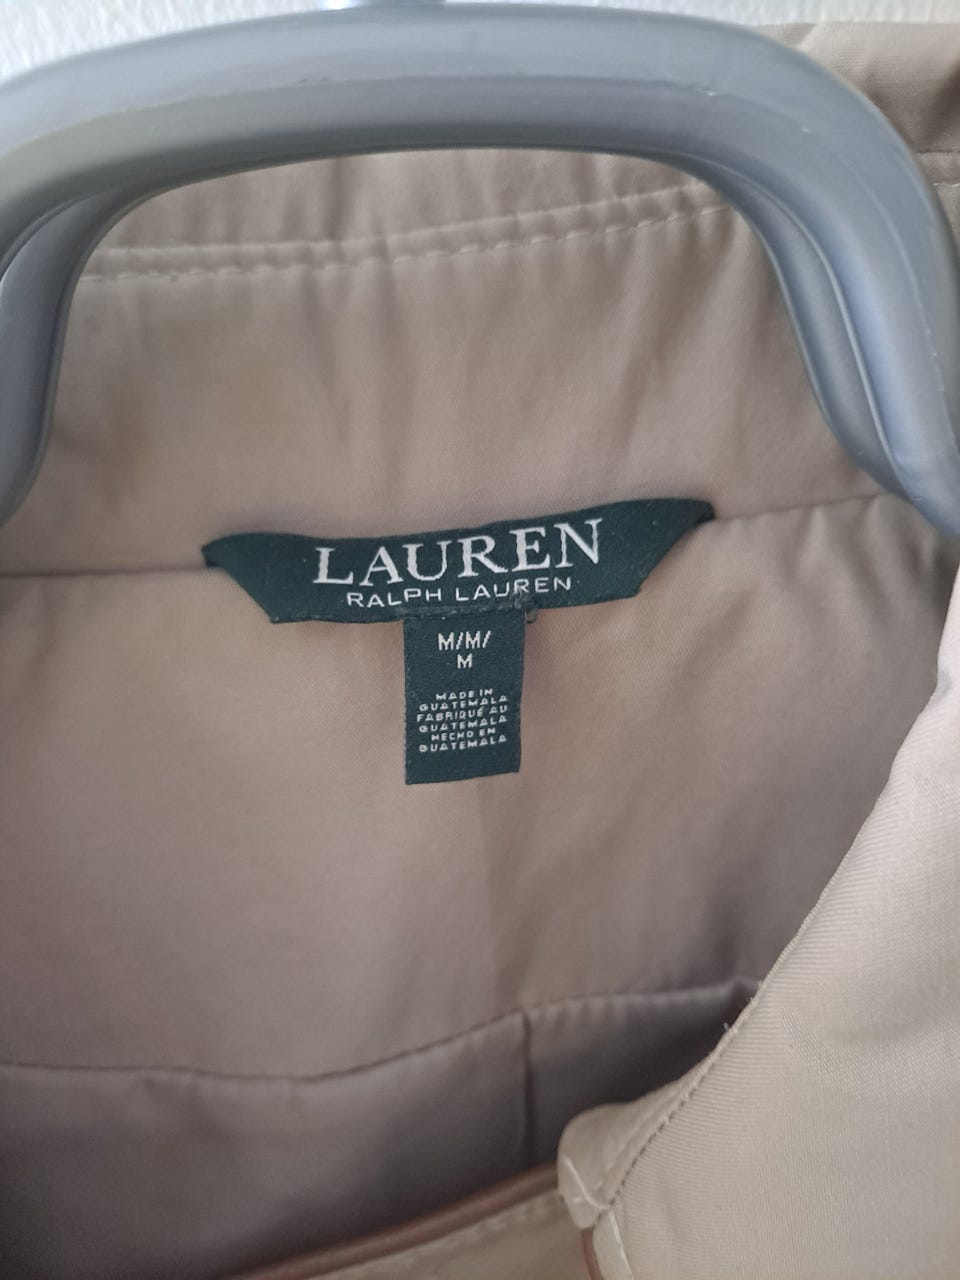 LAUREN
RALPH LAUREN
M/M/
M
MADE IN
GUATEMALA
FABRIQUÉ AU
GUATEMALA
HECHO EN
GUATEMALA